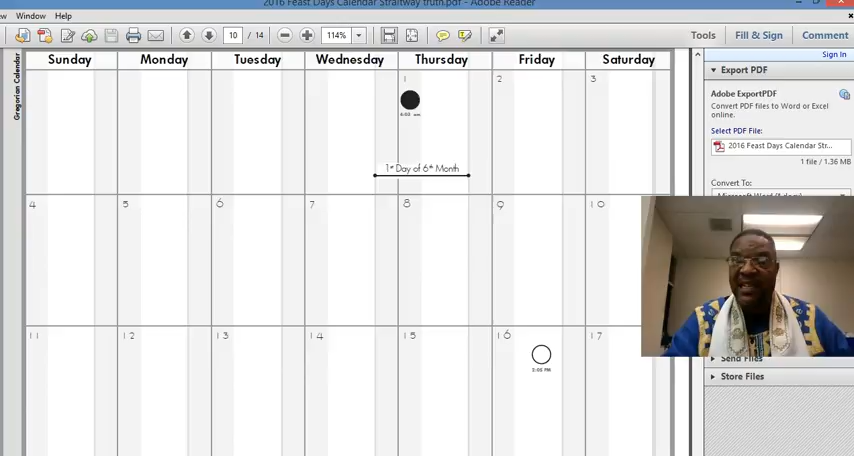 2016 Feast Days Calendar Straitway truth.pdf - Adobe Reader
Window Help
10 / 14 114% Tools Fill & Sign Comment
Sign In
Gregorian Calendar
Sunday Monday Tuesday Wednesday Thursday Friday Saturday
1 2 3
1st Day of 6th Month
4 5 6 7 8 9 10
11 12 13 14 15 16 17
Export PDF
Adobe ExportPDF
Convert PDF files to Word or Excel
online.
Select PDF File:
2016 Feast Days Calendar Str...
1 file / 1.36 MB
Convert To:
Store Files